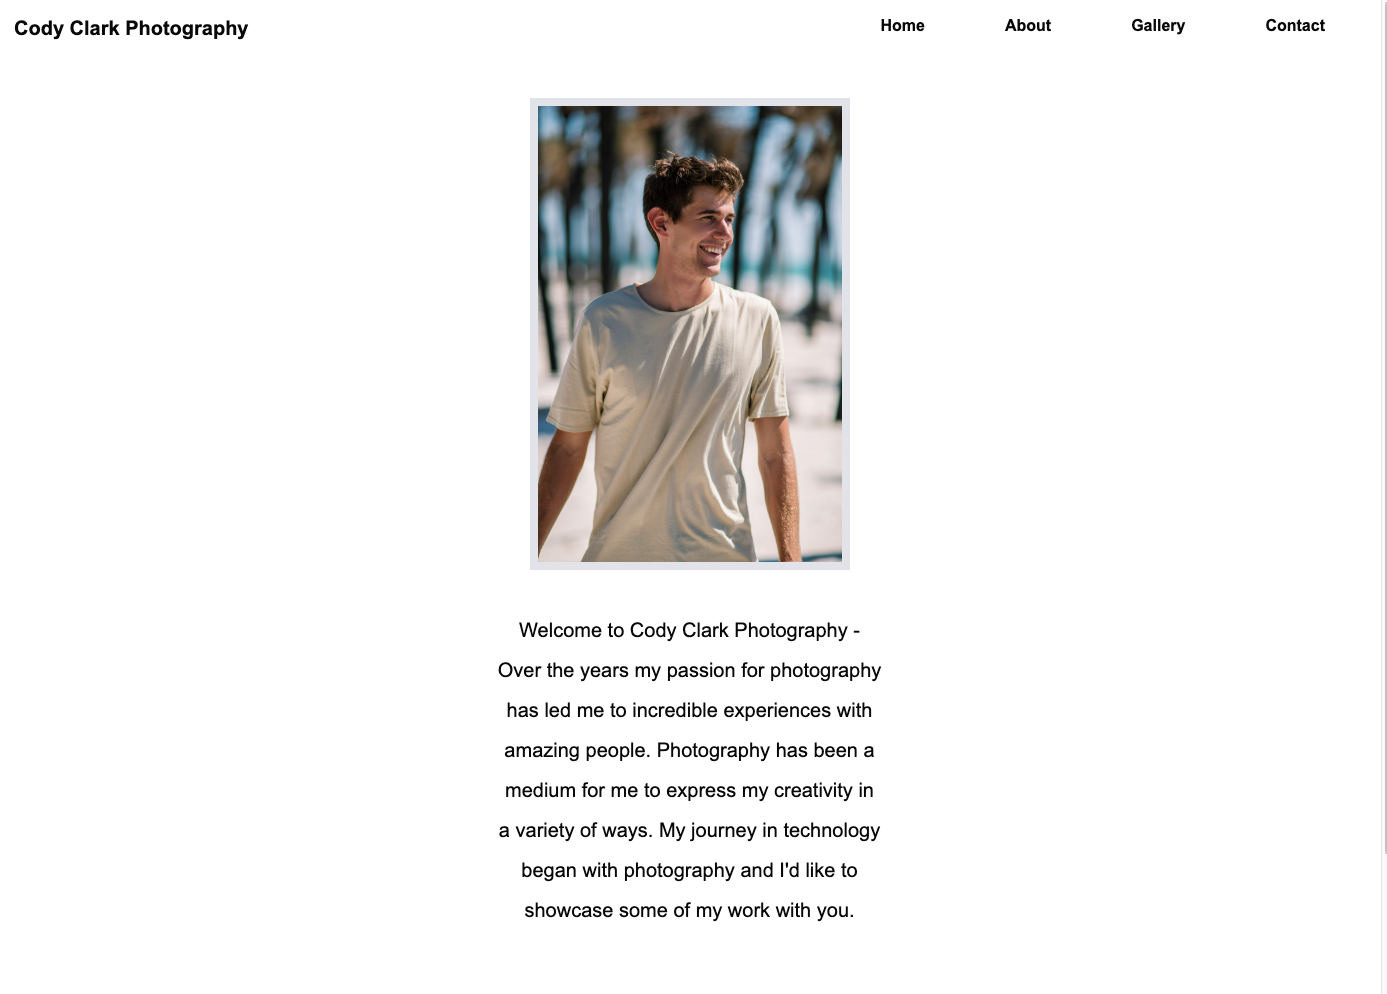 Cody Clark Photography
Home About Gallery Contact
Welcome to Cody Clark Photography -
Over the years my passion for photography
has led me to incredible experiences with
amazing people. Photography has been a
medium for me to express my creativity in
a variety of ways. My journey in technology
began with photography and I'd like to
showcase some of my work with you.